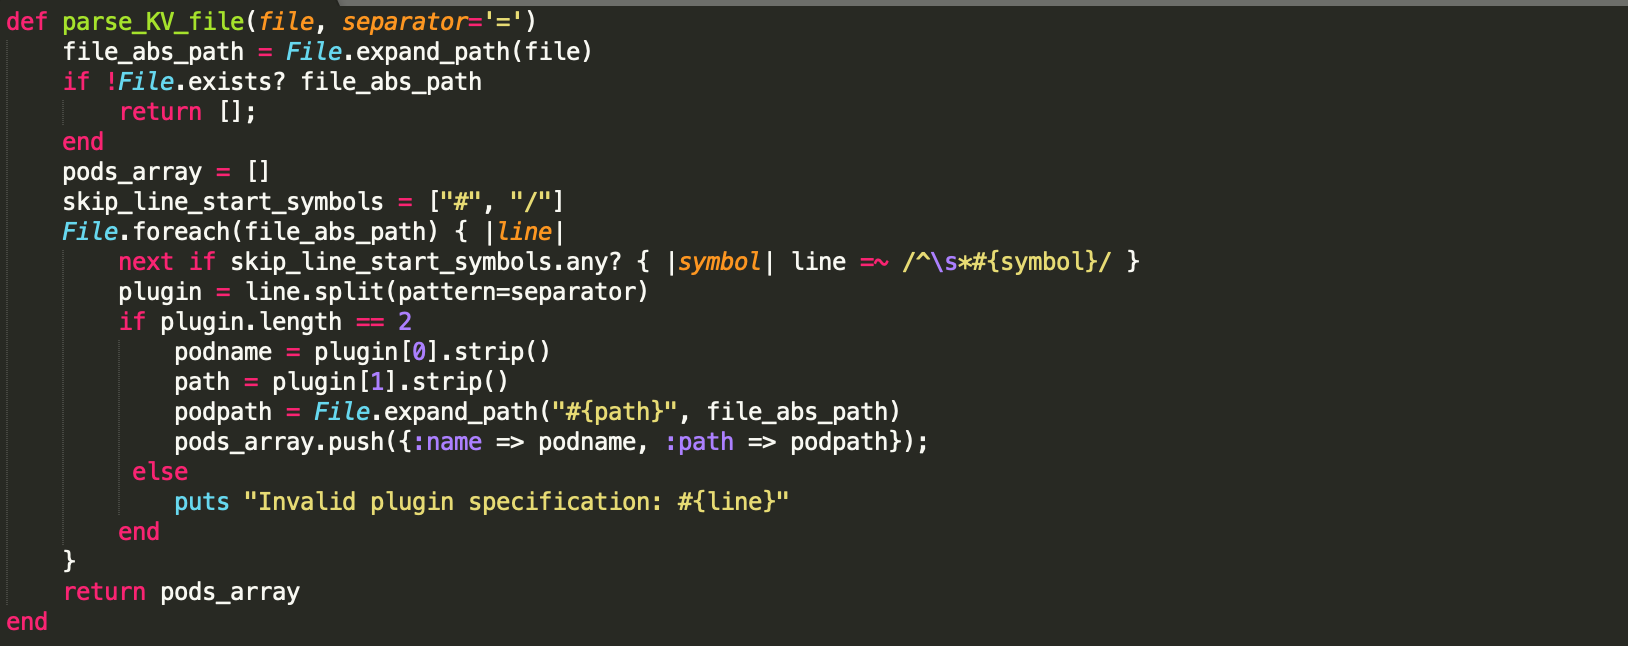 def parse_KV_file(file, separator='=')
    file_abs_path = File.expand_path(file)
    if !File.exists? file_abs_path
        return [];
    end
    pods_array = []
    skip_line_start_symbols = ["#", "/"]
    File.foreach(file_abs_path) { |line|
        next if skip_line_start_symbols.any? { |symbol| line =~ /^\s*#{symbol}/ }
        plugin = line.split(pattern=separator)
        if plugin.length == 2
            podname = plugin[0].strip()
            path = plugin[1].strip()
            podpath = File.expand_path("#{path}", file_abs_path)
            pods_array.push({:name => podname, :path => podpath});
         else
            puts "Invalid plugin specification: #{line}"
        end
    }
    return pods_array
end